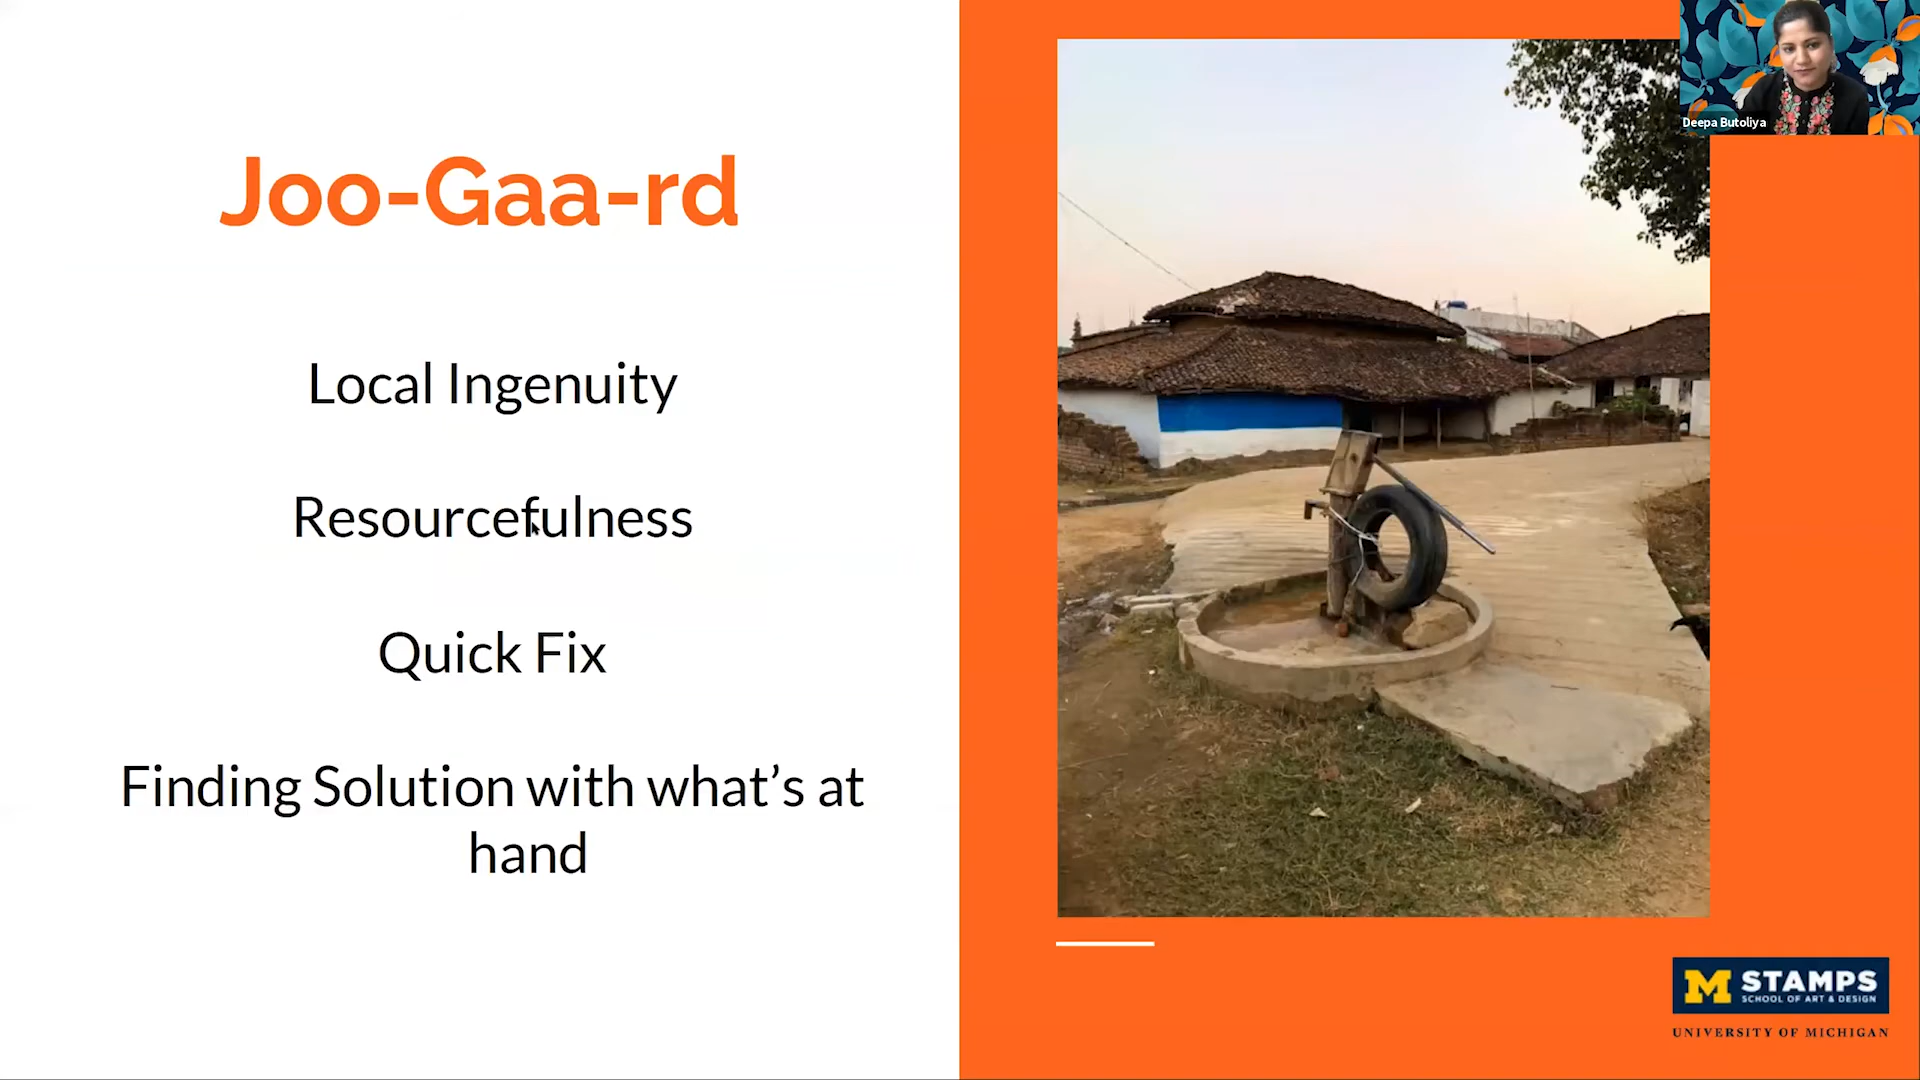 Joo-Gaa-rd
Local Ingenuity
Resourcefulness
Quick Fix
Finding Solution with what’s at
hand
Deepa Butoliya
M STAMPS
SCHOOL OF ART & DESIGN
UNIVERSITY OF MICHIGAN